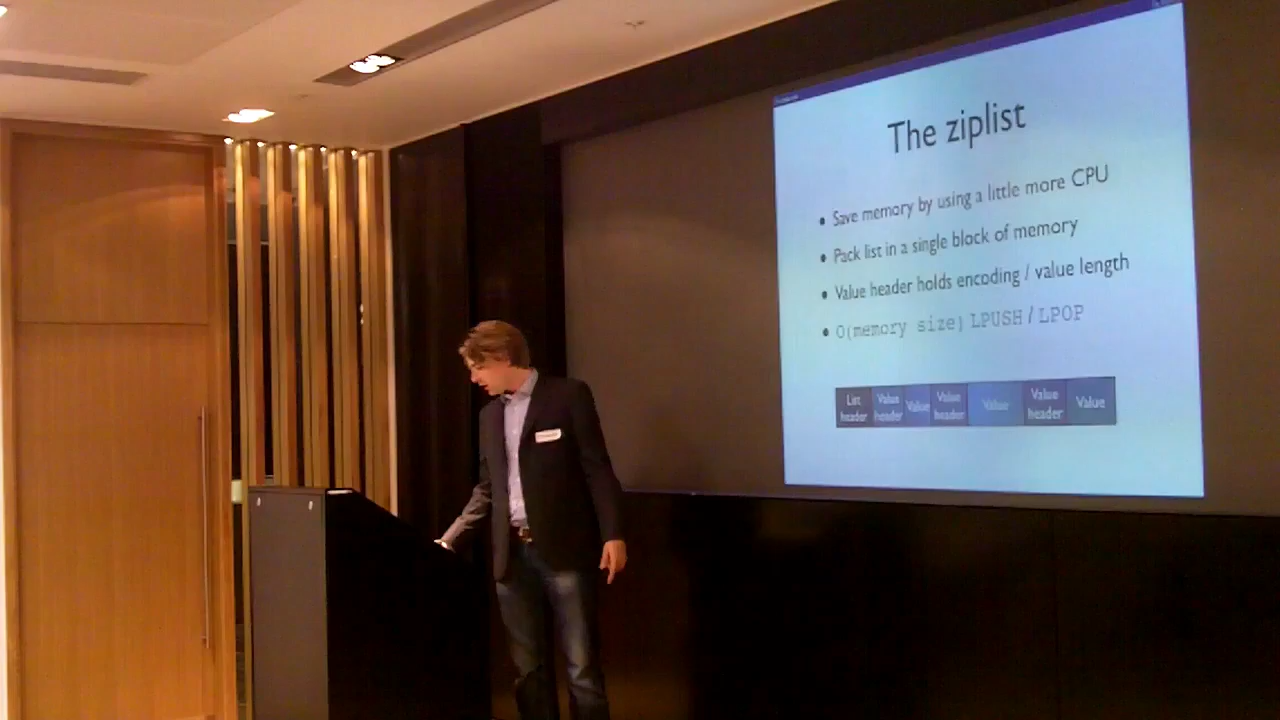 The ziplist
• Save memory by using a little more CPU
• Pack list in a single block of memory
• Value header holds encoding / value length
• O(memory size) LPUSH / LPOP
List header Value header Value Value header Value Value header Value